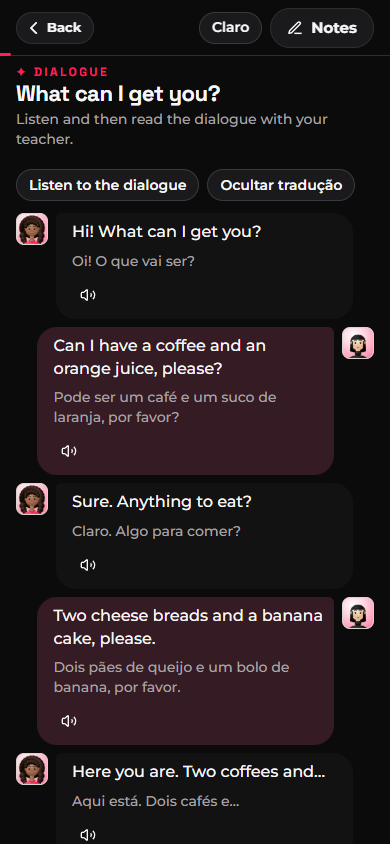 Back
Claro
Notes
DIALOGUE
What can I get you?
Listen and then read the dialogue with your
teacher.
Listen to the dialogue
Ocultar tradução
Hi! What can I get you?
Oi! O que vai ser?
Can I have a coffee and an
orange juice, please?
Pode ser um café e um suco de
laranja, por favor?
Sure. Anything to eat?
Claro. Algo para comer?
Two cheese breads and a banana
cake, please.
Dois pães de queijo e um bolo de
banana, por favor.
Here you are. Two coffees and...
Aqui está. Dois cafés e...